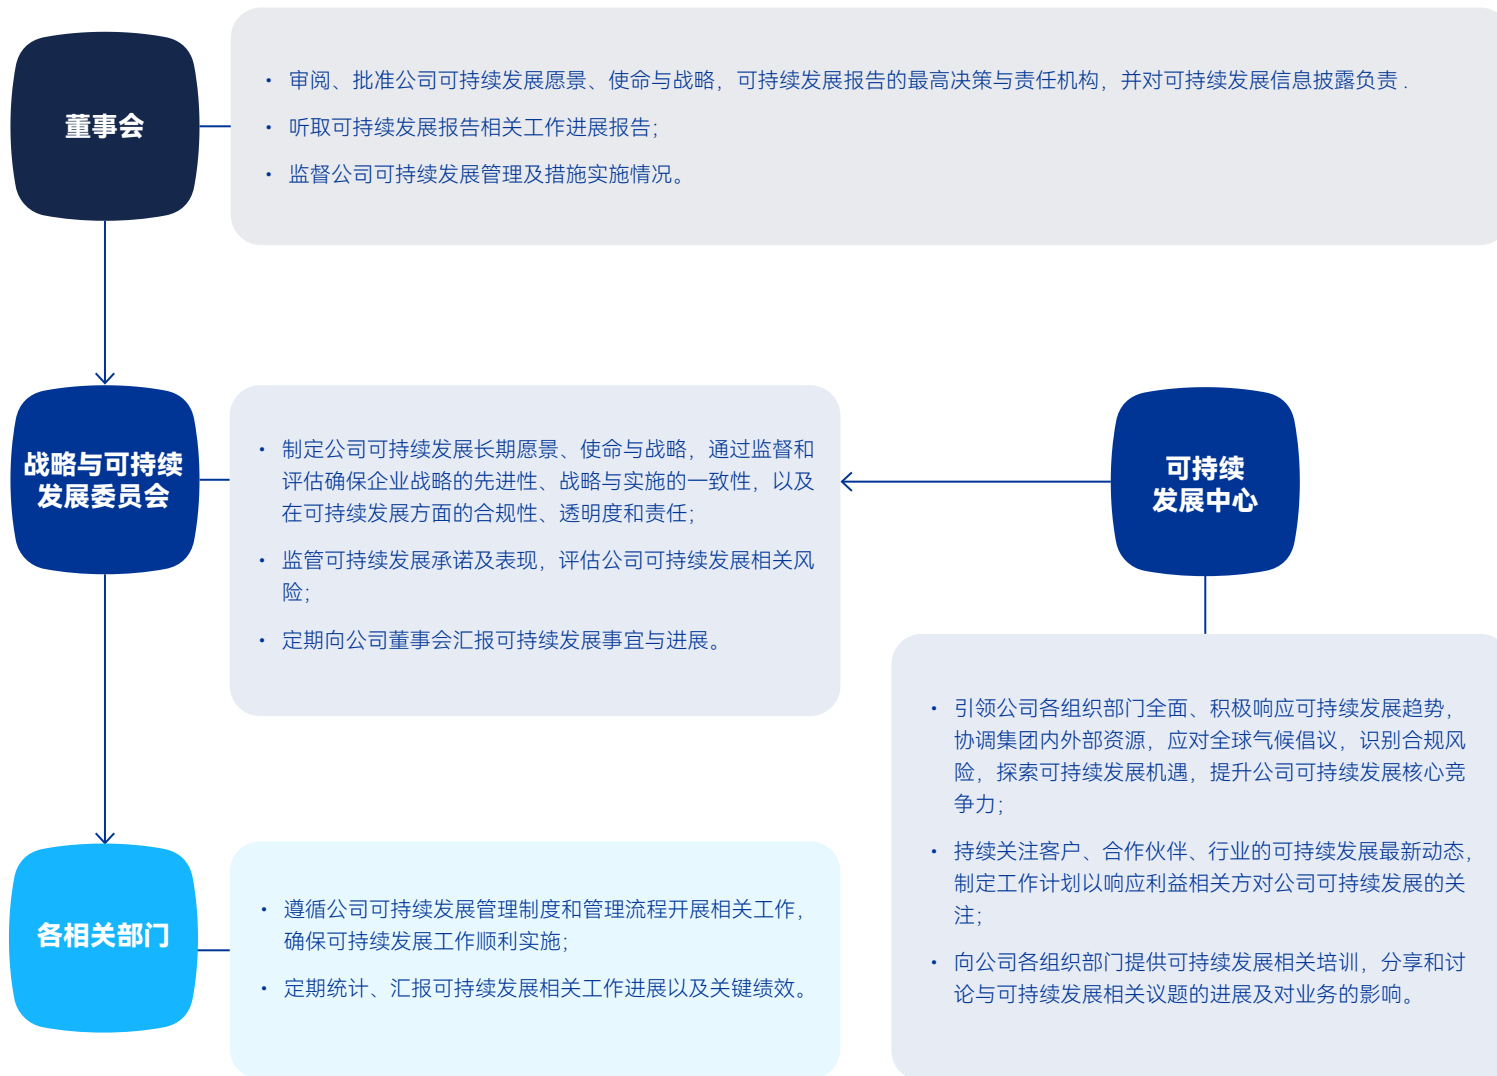 董事会
• 审阅、批准公司可持续发展愿景、使命与战略，可持续发展报告的最高决策与责任机构，并对可持续发展信息披露负责 .
• 听取可持续发展报告相关工作进展报告；
• 监督公司可持续发展管理及措施实施情况。
战略与可持续
发展委员会
• 制定公司可持续发展长期愿景、使命与战略，通过监督和
评估确保企业战略的先进性、战略与实施的一致性，以及
在可持续发展方面的合规性、透明度和责任；
• 监管可持续发展承诺及表现，评估公司可持续发展相关风
险；
• 定期向公司董事会汇报可持续发展事宜与进展。
可持续
发展中心
• 引领公司各组织部门全面、积极响应可持续发展趋势，
协调集团内外部资源，应对全球气候倡议，识别合规风
险，探索可持续发展机遇，提升公司可持续发展核心竞
争力；
• 持续关注客户、合作伙伴、行业的可持续发展最新动态，
制定工作计划以响应利益相关方对公司可持续发展的关
注；
• 向公司各组织部门提供可持续发展相关培训，分享和讨
论与可持续发展相关议题的进展及对业务的影响。
各相关部门
• 遵循公司可持续发展管理制度和管理流程开展相关工作，
确保可持续发展工作顺利实施；
• 定期统计、汇报可持续发展相关工作进展以及关键绩效。